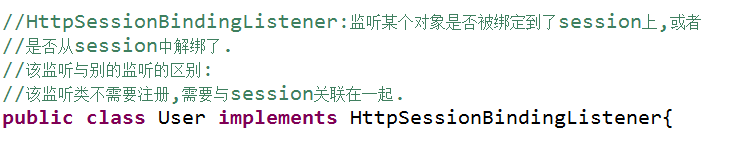 //HttpSessionBindingListener:监听某个对象是否被绑定到了session上,或者
//是否从session中解绑了.
//该监听与别的监听的区别:
//该监听类不需要注册,需要与session关联在一起.
public class User implements HttpSessionBindingListener{